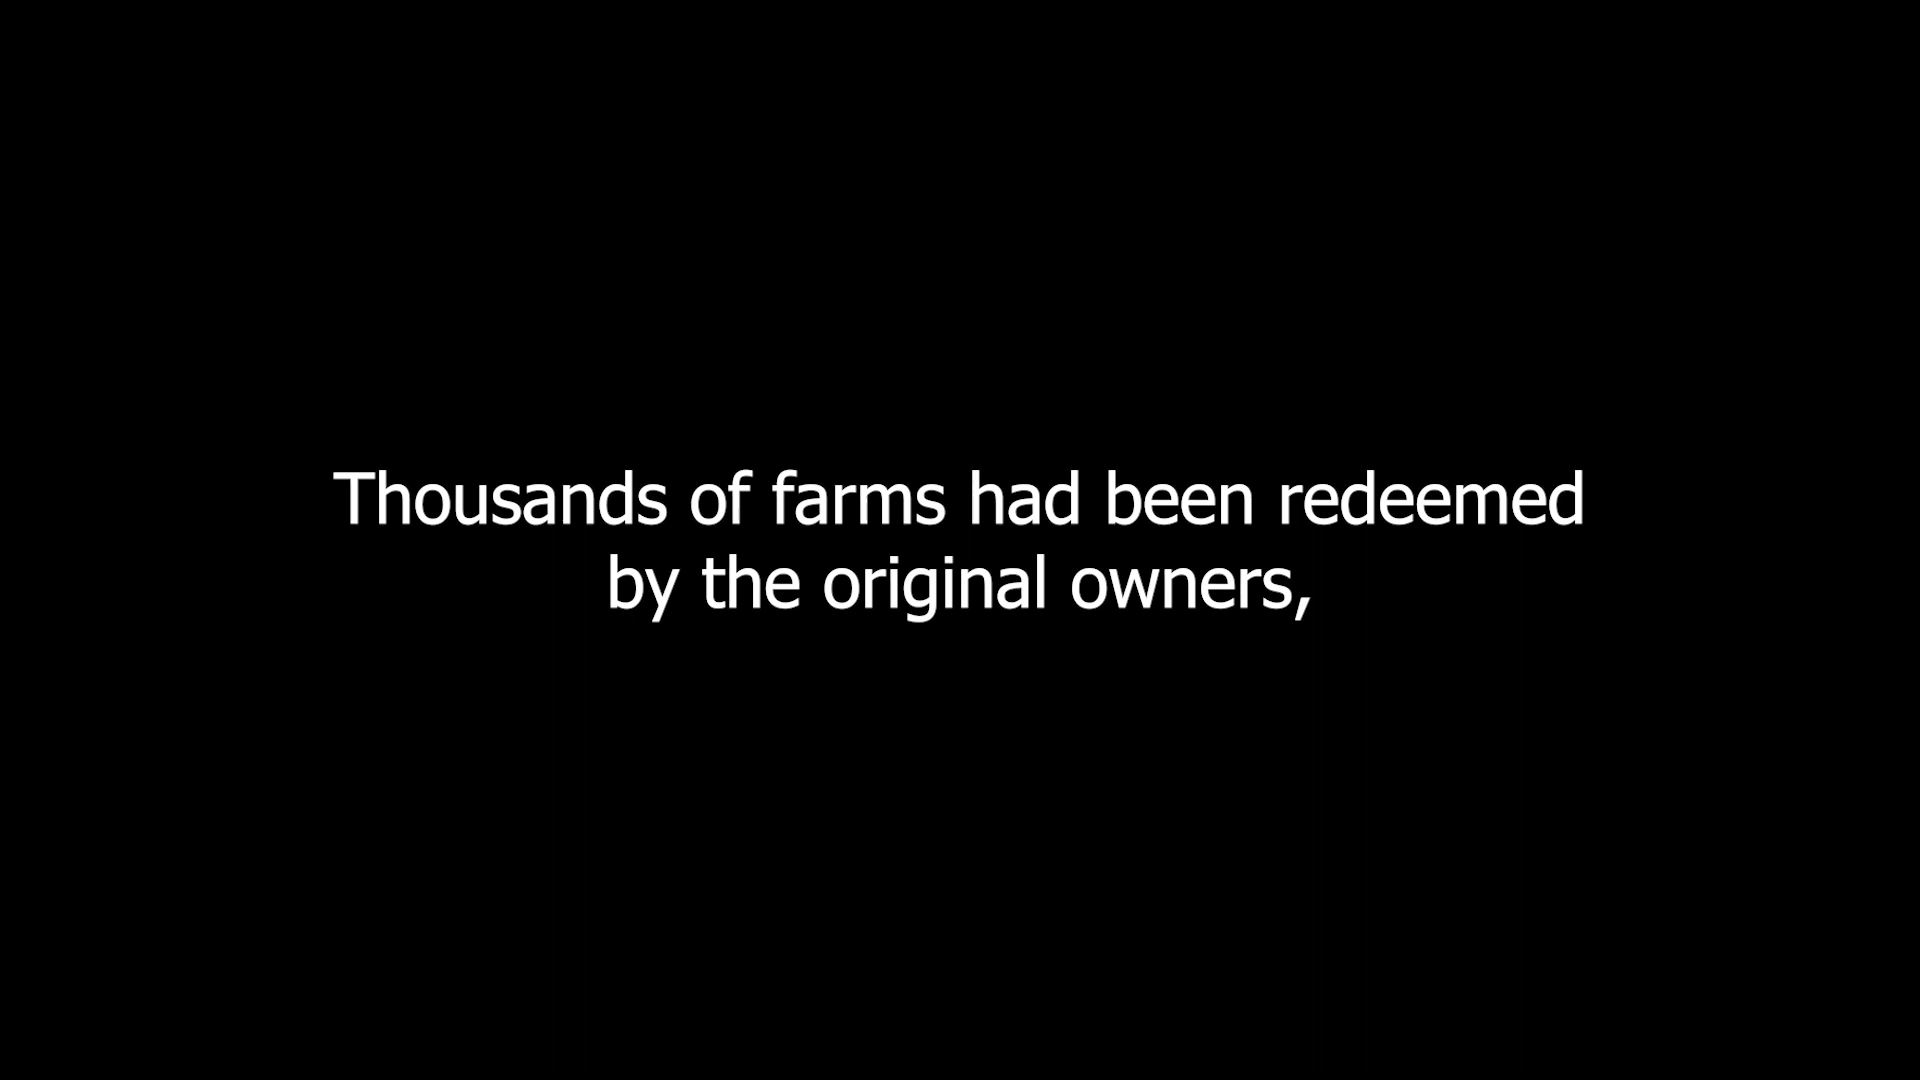 Thousands of farms had been redeemed
by the original owners,